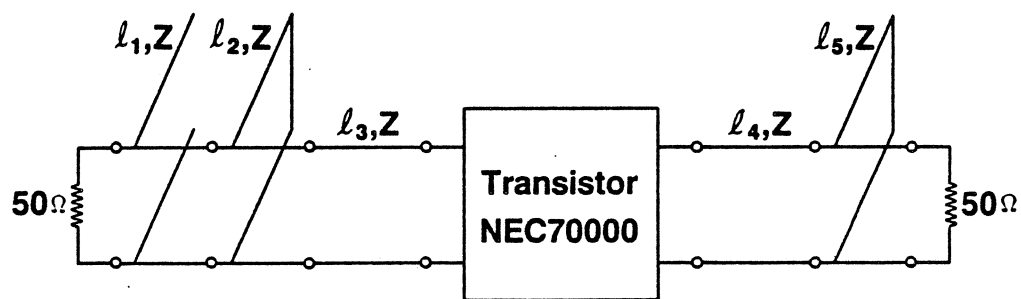 ℓ₁,Z
ℓ₂,Z
ℓ₅,Z
ℓ₃,Z
ℓ₄,Z
50Ω
Transistor
NEC70000
50Ω